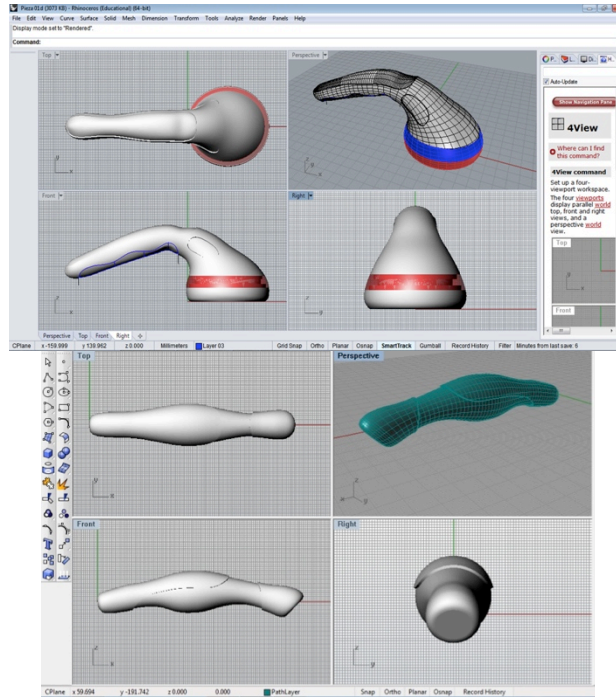 Pieza 01d (3073 KB) - Rhinoceros (Educational) (64-bit)
File Edit View Curve Surface Solid Mesh Dimension Transform Tools Analyze Render Panels Help
Display mode set to "Rendered".
Command:
Top
Perspective
Auto-Update
Show Navigation Pane
4View
Where can I find
this command?
4View command
Set up a four-
viewport workspace.
The four viewports
display parallel world
top, front and right
views, and a
perspective world
view.
Top
Front
Front
Right
Perspective Top Front Right
CPlane x -159.999 y 138.962 z 0.000 Millimeters Layer 03 Grid Snap Ortho Planar Osnap SmartTrack Gumball Record History Filter Minutes from last save: 6
Top
Perspective
Front
Right
CPlane x 59.694 y -191.742 z 0.000 0.000 PathLayer Snap Ortho Planar Osnap Record History